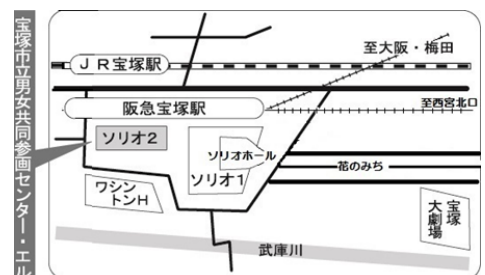 宝塚市立男女共同参画センター・エル
JR宝塚駅
至大阪・梅田
阪急宝塚駅
至西宮北口
ソリオ2
ソリオホール
ソリオ1
花のみち
ワシン
トンH
宝塚
大劇場
武庫川